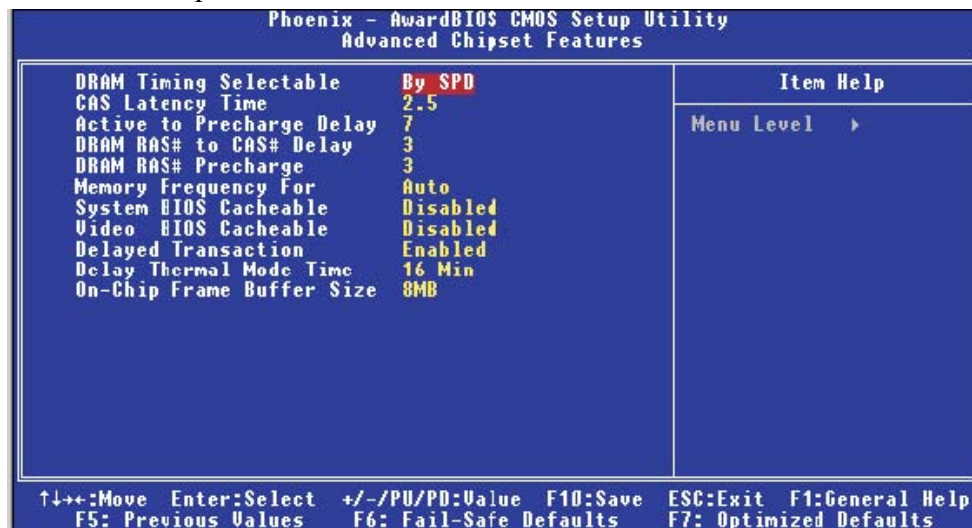 Phoenix - AwardBIOS CMOS Setup Utility
Advanced Chipset Features
DRAM Timing Selectable By SPD
CAS Latency Time 2.5
Active to Precharge Delay 7
DRAM RAS# to CAS# Delay 3
DRAM RAS# Precharge 3
Memory Frequency For Auto
System BIOS Cacheable Disabled
Video BIOS Cacheable Disabled
Delayed Transaction Enabled
Delay Thermal Mode Time 16 Min
On-Chip Frame Buffer Size 8MB
Item Help
Menu Level
↑↓→←:Move Enter:Select +/-/PU/PD:Value F10:Save ESC:Exit F1:General Help
F5: Previous Values F6: Fail-Safe Defaults F7: Optimized Defaults